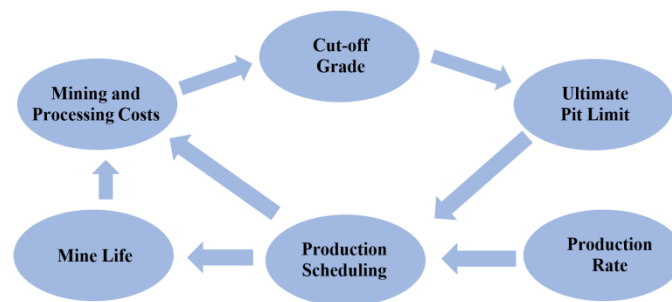 Cut-off
Grade
Mining and
Processing Costs
Ultimate
Pit Limit
Mine Life
Production
Scheduling
Production
Rate